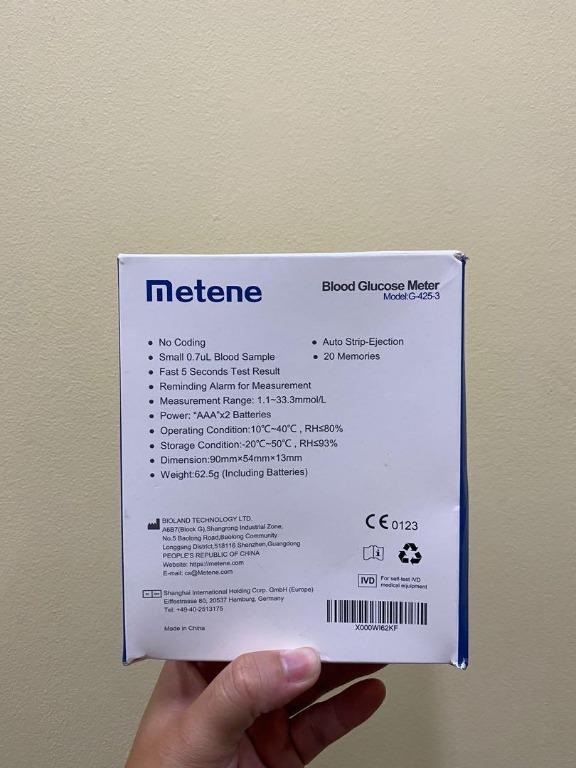 metene
Blood Glucose Meter
Model:G-425-3
• No Coding
• Small 0.7uL Blood Sample
• Fast 5 Seconds Test Result
• Reminding Alarm for Measurement
• Measurement Range: 1.1~33.3mmol/L
• Power: "AAA"x2 Batteries
• Operating Condition:10℃~40℃ , RH≤80%
• Storage Condition:-20℃~50℃ , RH≤93%
• Dimension:90mm×54mm×13mm
• Weight:62.5g (Including Batteries)
• Auto Strip-Ejection
• 20 Memories
BIOLAND TECHNOLOGY LTD.
A6B7(Block G),Shangrong Industrial Zone,
No.5 Baolong Road,Baolong Community
Longgang District,518116 Shenzhen,Guangdong
PEOPLE'S REPUBLIC OF CHINA
Website: https://metene.com
E-mail: ca@Metene.com
Shanghai International Holding Corp. GmbH (Europe)
Eiffestrasse 80, 20537 Hamburg, Germany
Tel: +49-40-2513175
Made in China
CE 0123
IVD
For self-test IVD
medical equipment
X000WI62KF